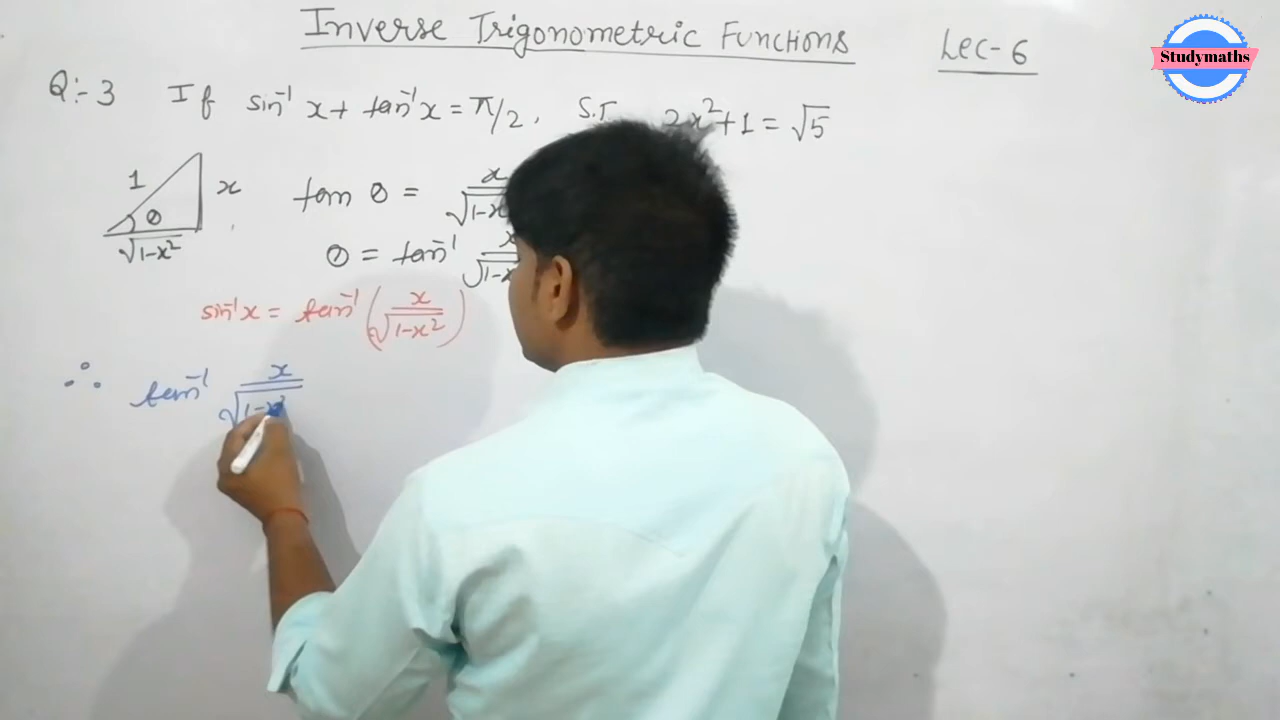 Inverse Trigonometric Functions Lec-6
Studymaths
Q:-3 If sin⁻¹ x + tan⁻¹ x = π/2 , S.T 2x²+1 = √5
1 x θ √1-x²
tan θ = x/√1-x
θ = tan⁻¹ x/√1-x
sin⁻¹x = tan⁻¹ (x/√1-x²)
∴ tan⁻¹ x/√1-x²